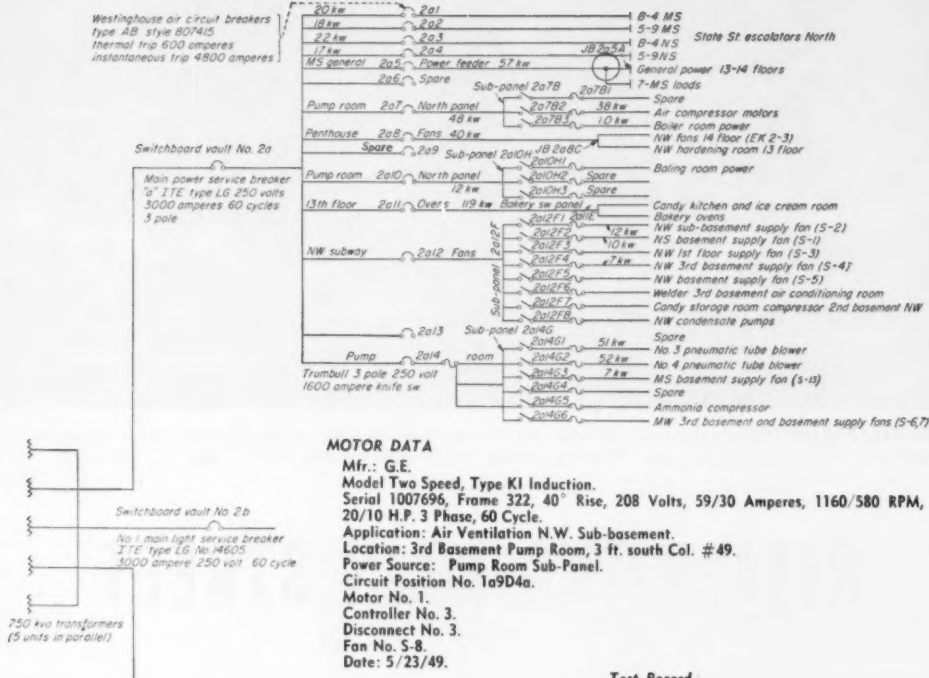 Westinghouse air circuit breakers
type AB style 807415
thermal trip 600 amperes
instantaneous trip 4800 amperes
20 kw 2a1 8-4 MS
18 kw 2a2 5-9 MS
22 kw 2a3 8-4 NS
State St. escalators North
17 kw 2a4 JB 2a5A 5-9NS
MS general 2a5 Power feeder 57 kw General power 13-14 floors
2a6 Spare 7-MS loads
Sub-panel 2a7B 2a7B1 Spare
Pump room 2a7 North panel 2a7B2 38 kw Air compressor motors
48 kw 2a7B3 10 kw Boiler room power
Penthouse 2a8 Fans 40 kw NW fans 14 floor (EK 2-3)
Spare 2a9 JB 2a8C NW hardening room 13 floor
Sub-panel 2a10H 2a10H1 Baling room power
Switchboard vault No. 2a
Pump room 2a10 North panel 2a10H2 Spare
12 kw 2a10H3 Spare
Main power service breaker
"a" ITE type LG 250 volts
3000 amperes 60 cycles
3 pole
13th floor 2a11 Overs 119 kw Bakery sw panel Candy kitchen and ice cream room
2a11E Bakery ovens
Sub-panel 2a12F
2a12F1 NW sub-basement supply fan (S-2)
2a12F2 12 kw NS basement supply fan (S-1)
2a12F3 10 kw NW 1st floor supply fan (S-3)
NW subway 2a12 Fans 2a12F4 7 kw NW 3rd basement supply fan (S-4)
2a12F5 NW basement supply fan (S-5)
2a12F6 Welder 3rd basement air conditioning room
2a12F7 Candy storage room compressor 2nd basement NW
2a12F8 NW condensate pumps
2a13 Sub-panel 2a14G Spare
2a14G1 51 kw No. 3 pneumatic tube blower
Pump 2a14 room 2a14G2 52 kw No. 4 pneumatic tube blower
Trumbull 3 pole 250 volt
1600 ampere knife sw
2a14G3 7 kw MS basement supply fan (s-13)
2a14G4 Spare
2a14G5 Ammonia compressor
2a14G6 MW 3rd basement and basement supply fans (S-6,7)
MOTOR DATA
Mfr.: G.E.
Model Two Speed, Type KI Induction.
Serial 1007696, Frame 322, 40° Rise, 208 Volts, 59/30 Amperes, 1160/580 RPM,
20/10 H.P. 3 Phase, 60 Cycle.
Application: Air Ventilation N.W. Sub-basement.
Location: 3rd Basement Pump Room, 3 ft. south Col. #49.
Power Source: Pump Room Sub-Panel.
Circuit Position No. 1a9D4a.
Motor No. 1.
Controller No. 3.
Disconnect No. 3.
Fan No. S-8.
Date: 5/23/49.
Switchboard vault No. 2b
No 1 main light service breaker
ITE type LG No. 14605
3000 ampere 250 volt 60 cycle
750 kva transformers
(5 units in parallel)
Test Record